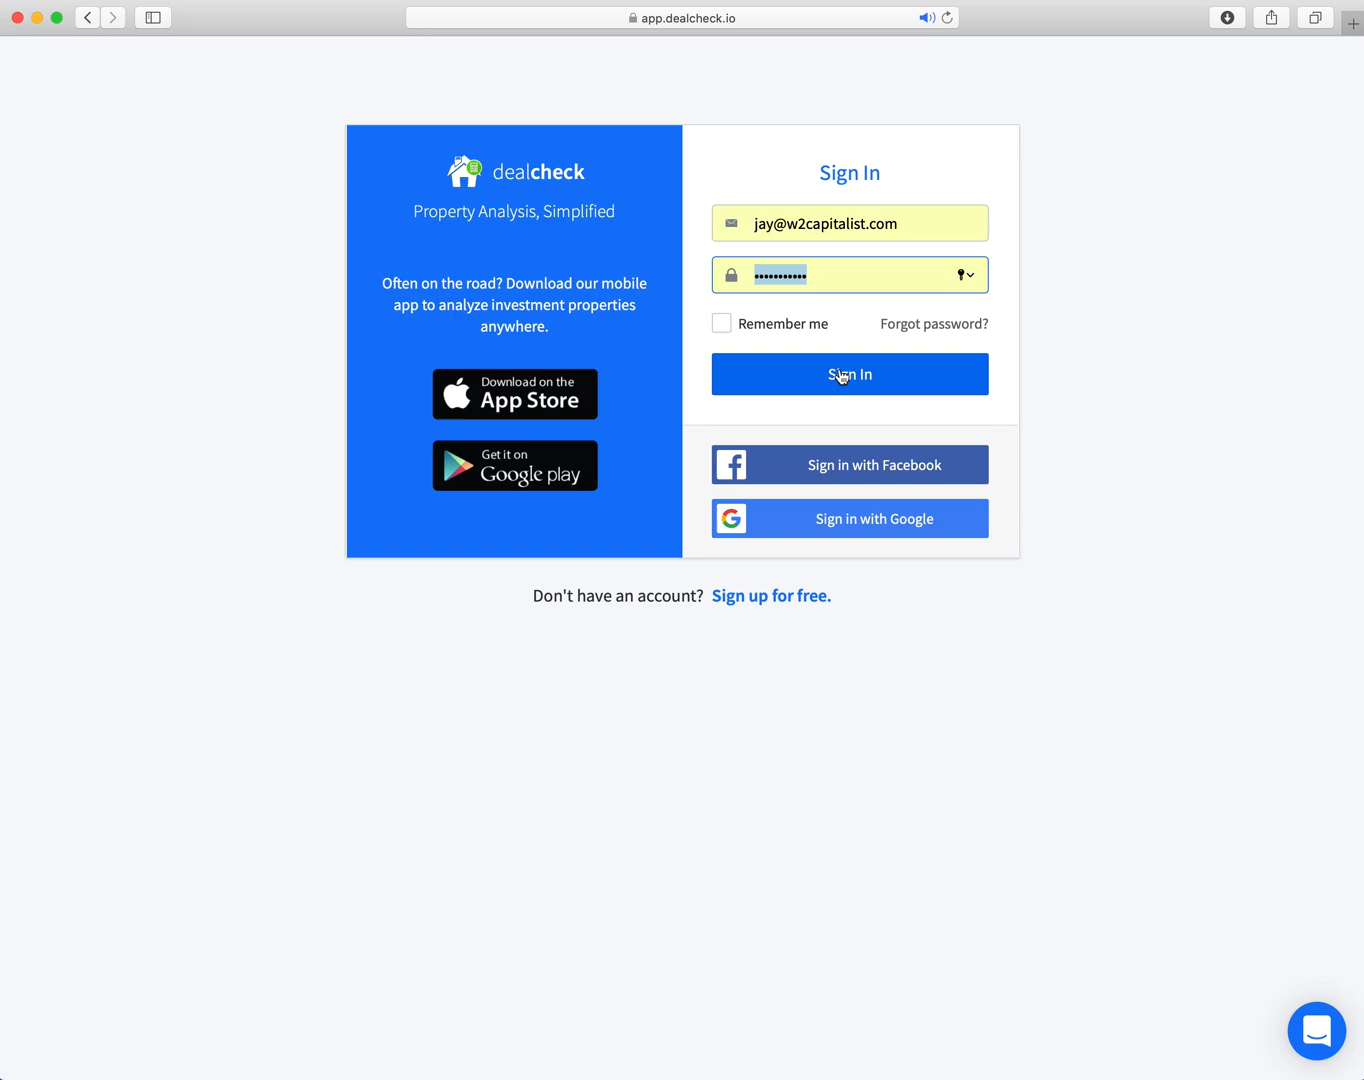 app.dealcheck.io
dealcheck
Property Analysis, Simplified
Often on the road? Download our mobile
app to analyze investment properties
anywhere.
Download on the
App Store
Get it on
Google play
Sign In
jay@w2capitalist.com
•••••••••••
Remember me
Forgot password?
Sign In
Sign in with Facebook
Sign in with Google
Don't have an account? Sign up for free.